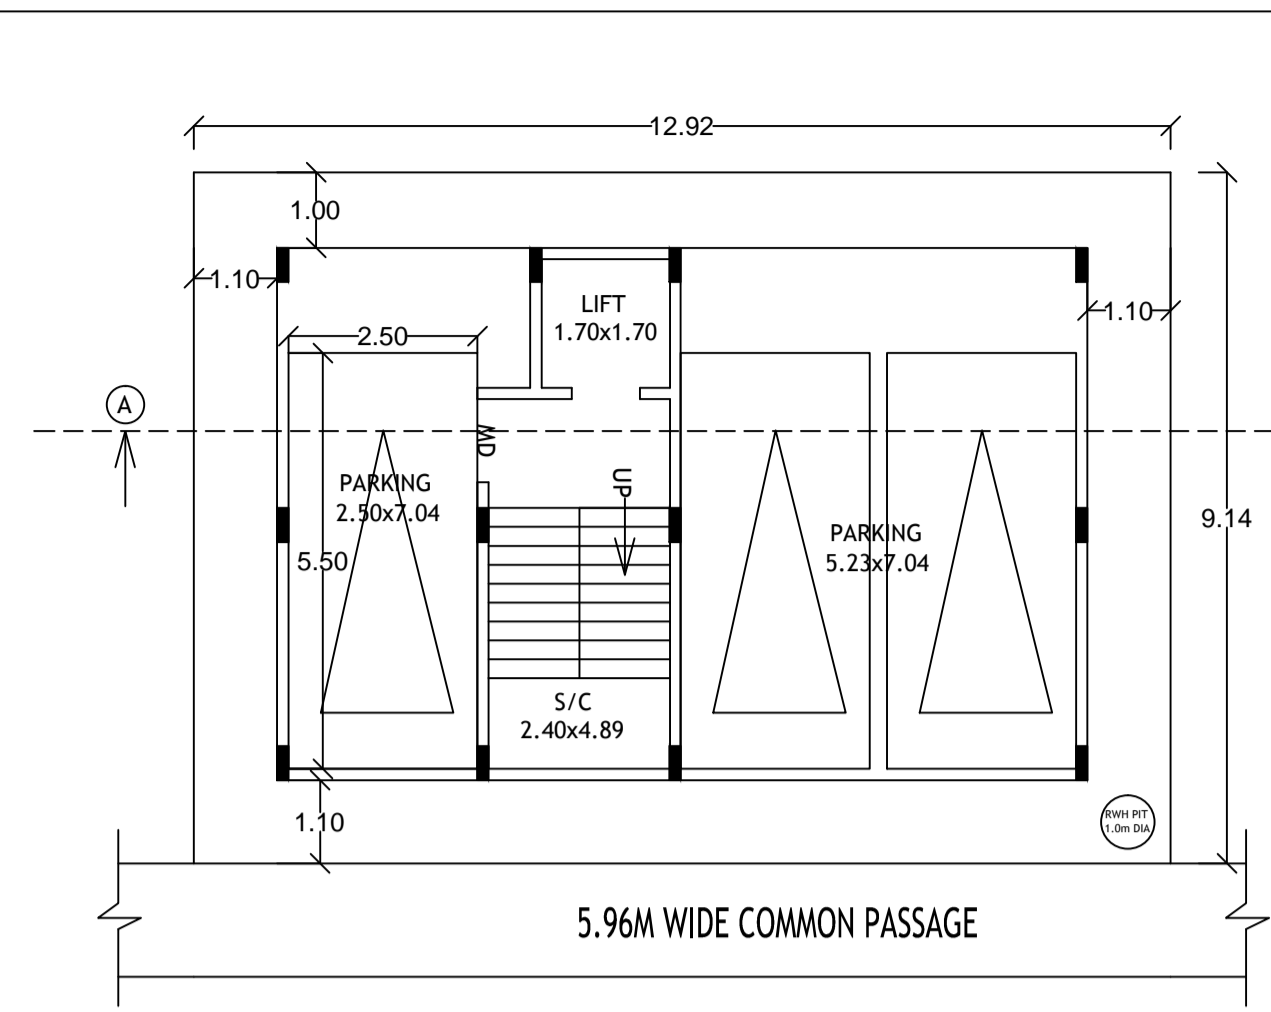 12.92
1.00
1.10
1.10
LIFT
1.70x1.70
2.50
A
MD
UP
PARKING
2.50x7.04
5.50
PARKING
5.23x7.04
9.14
S/C
2.40x4.89
1.10
RWH PIT
1.0m DIA
5.96M WIDE COMMON PASSAGE